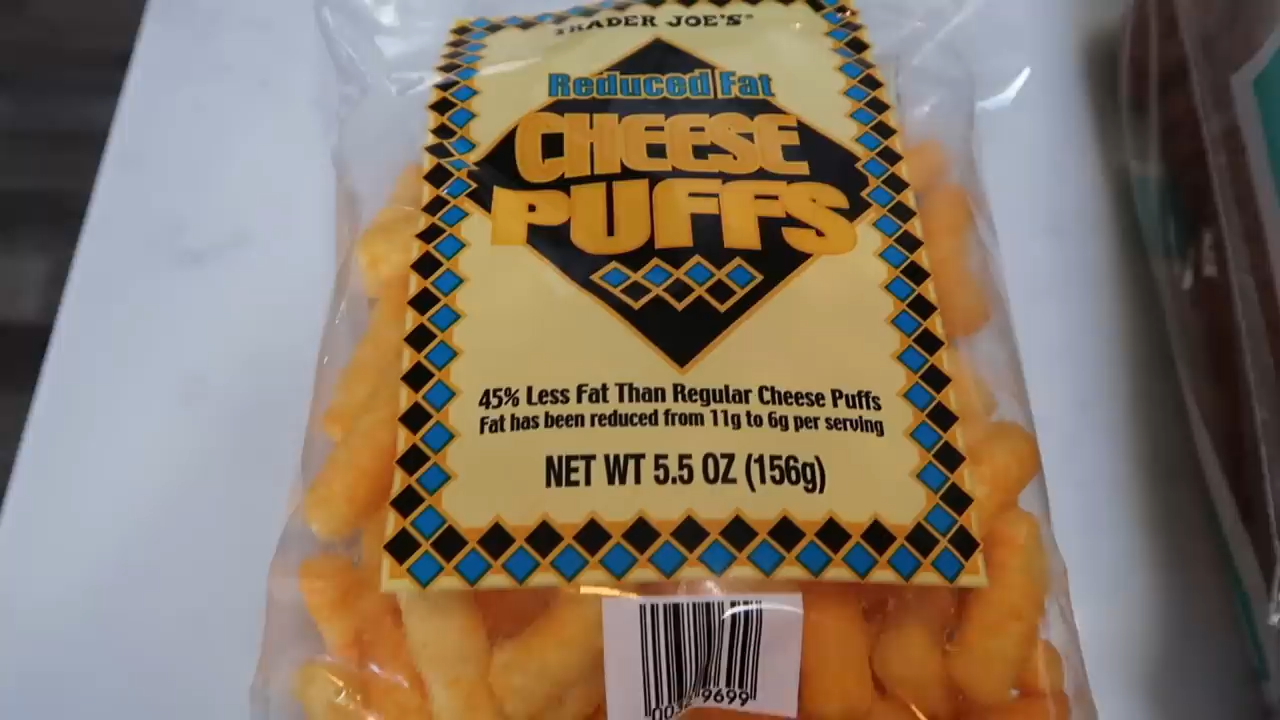 TRADER JOE'S
Reduced Fat
CHEESE
PUFFS
45% Less Fat Than Regular Cheese Puffs
Fat has been reduced from 11g to 6g per serving
NET WT 5.5 OZ (156g)
9699